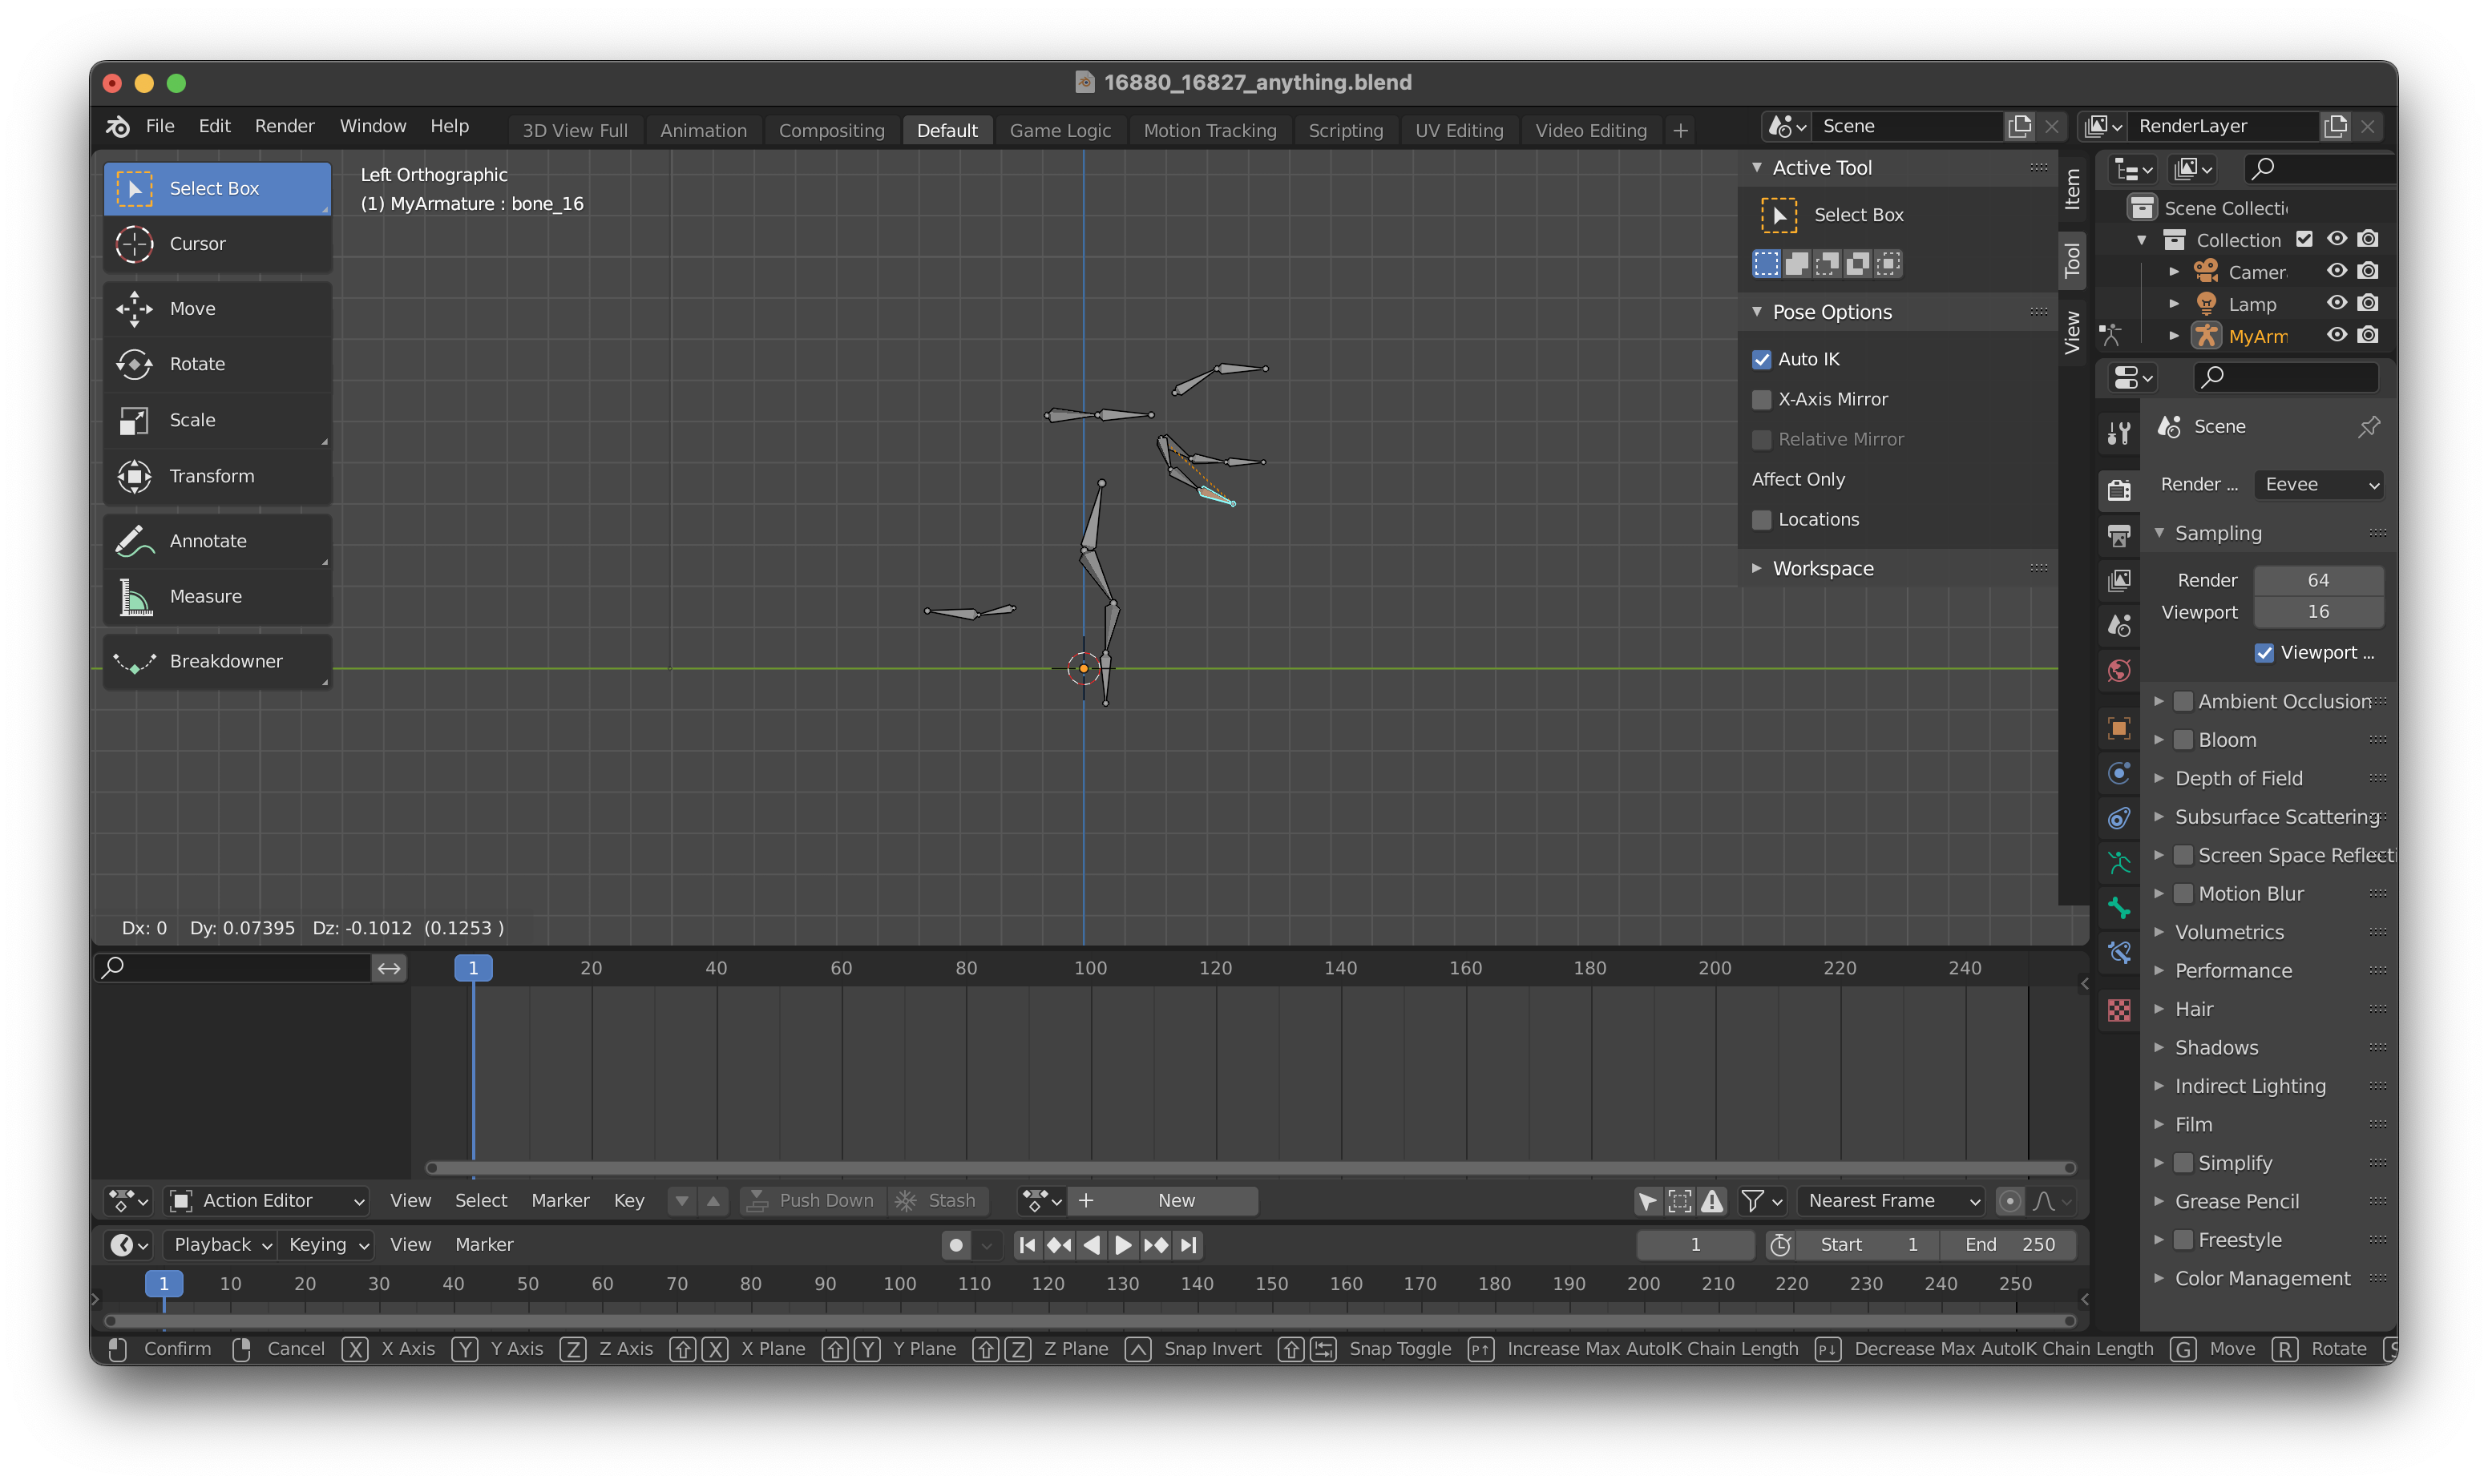 16880_16827_anything.blend
File Edit Render Window Help 3D View Full Animation Compositing Default Game Logic Motion Tracking Scripting UV Editing Video Editing + Scene RenderLayer
Select Box
Cursor
Move
Rotate
Scale
Transform
Annotate
Measure
Breakdowner
Left Orthographic
(1) MyArmature : bone_16
Dx: 0 Dy: 0.07395 Dz: -0.1012 (0.1253 )
Active Tool
Select Box
Pose Options
Auto IK
X-Axis Mirror
Relative Mirror
Affect Only
Locations
Workspace
Item
Tool
View
Scene Collecti
Collection
Camer
Lamp
MyArm
Scene
Render ... Eevee
Sampling
Render 64
Viewport 16
Viewport ...
Ambient Occlusion
Bloom
Depth of Field
Subsurface Scattering
Screen Space Reflecti
Motion Blur
Volumetrics
Performance
Hair
Shadows
Indirect Lighting
Film
Simplify
Grease Pencil
Freestyle
Color Management
1 20 40 60 80 100 120 140 160 180 200 220 240
Action Editor View Select Marker Key Push Down Stash + New Nearest Frame
Playback Keying View Marker 1 Start 1 End 250
1 10 20 30 40 50 60 70 80 90 100 110 120 130 140 150 160 170 180 190 200 210 220 230 240 250
Confirm Cancel X X Axis Y Y Axis Z Z Axis X X Plane Y Y Plane Z Z Plane Snap Invert Snap Toggle P↑ Increase Max AutoIK Chain Length P↓ Decrease Max AutoIK Chain Length G Move R Rotate